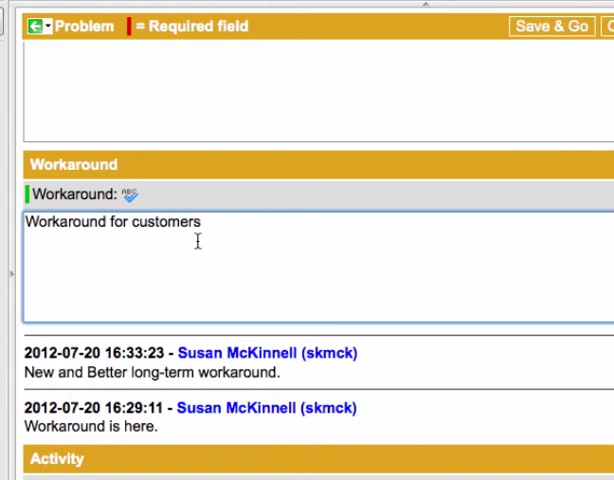 Problem = Required field Save & Go
Workaround
Workaround: ABC
Workaround for customers
2012-07-20 16:33:23 - Susan McKinnell (skmck)
New and Better long-term workaround.
2012-07-20 16:29:11 - Susan McKinnell (skmck)
Workaround is here.
Activity